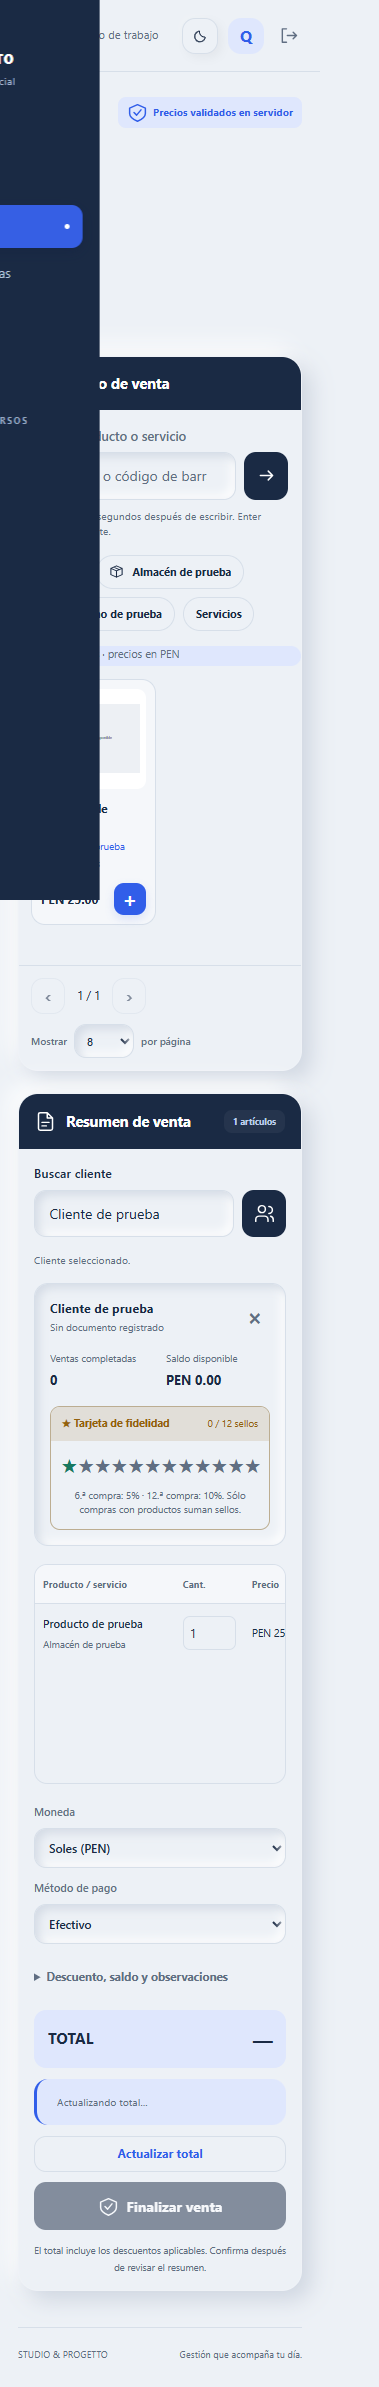 TO
o de trabajo
Q
cial
Precios validados en servidor
as
o de venta
RSOS
ducto o servicio
o código de barr
segundos después de escribir. Enter
te.
Almacén de prueba
no de prueba
Servicios
· precios en PEN
de
rueba
PEN 25.00
+
‹ 1 / 1 ›
Mostrar 8 por página
Resumen de venta
1 artículos
Buscar cliente
Cliente de prueba
Cliente seleccionado.
Cliente de prueba
Sin documento registrado
Ventas completadas Saldo disponible
0 PEN 0.00
★ Tarjeta de fidelidad 0 / 12 sellos
★★★★★★★★★★★★
6.ª compra: 5% · 12.ª compra: 10%. Sólo
compras con productos suman sellos.
Producto / servicio Cant. Precio
Producto de prueba 1 PEN 25
Almacén de prueba
Moneda
Soles (PEN)
Método de pago
Efectivo
Descuento, saldo y observaciones
TOTAL —
Actualizando total...
Actualizar total
Finalizar venta
El total incluye los descuentos aplicables. Confirma después
de revisar el resumen.
STUDIO & PROGETTO Gestión que acompaña tu día.